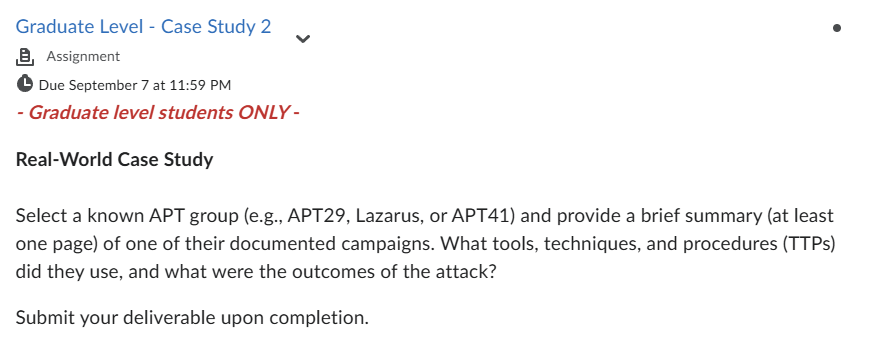 Graduate Level - Case Study 2
Assignment
Due September 7 at 11:59 PM
- Graduate level students ONLY -
Real-World Case Study
Select a known APT group (e.g., APT29, Lazarus, or APT41) and provide a brief summary (at least
one page) of one of their documented campaigns. What tools, techniques, and procedures (TTPs)
did they use, and what were the outcomes of the attack?
Submit your deliverable upon completion.